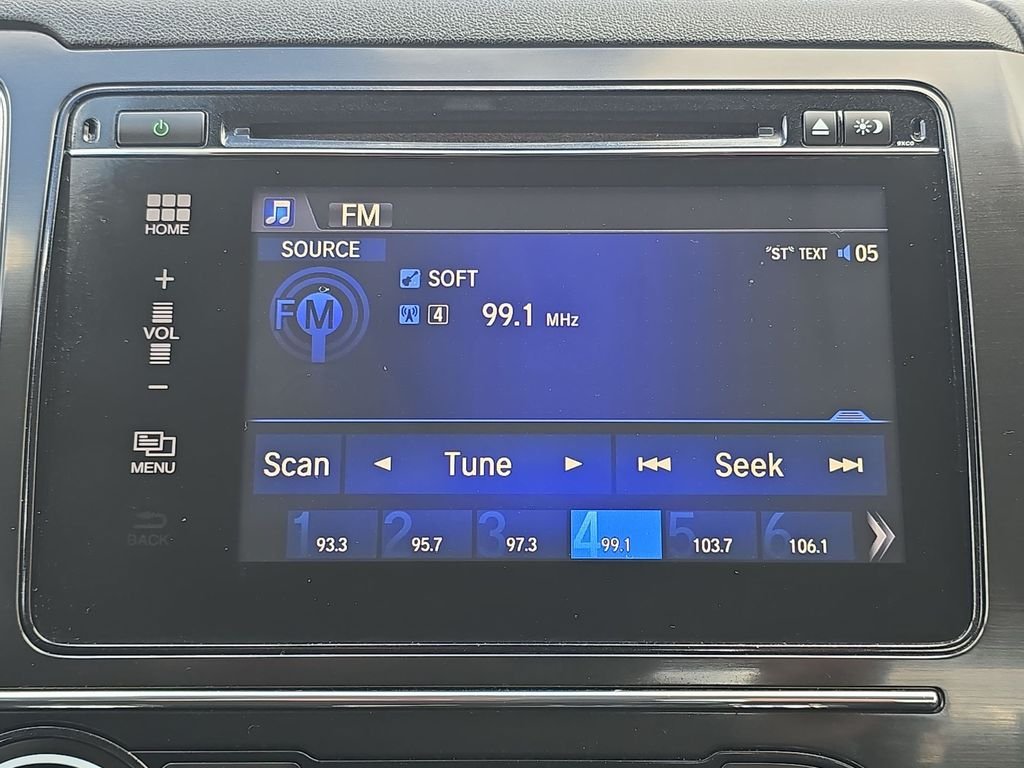 9XC0
HOME
+
VOL
−
MENU
BACK
FM
SOURCE
"ST" TEXT 05
FM
SOFT
4 99.1 MHz
Scan ◄ Tune ► Seek
1 93.3 2 95.7 3 97.3 4 99.1 5 103.7 6 106.1